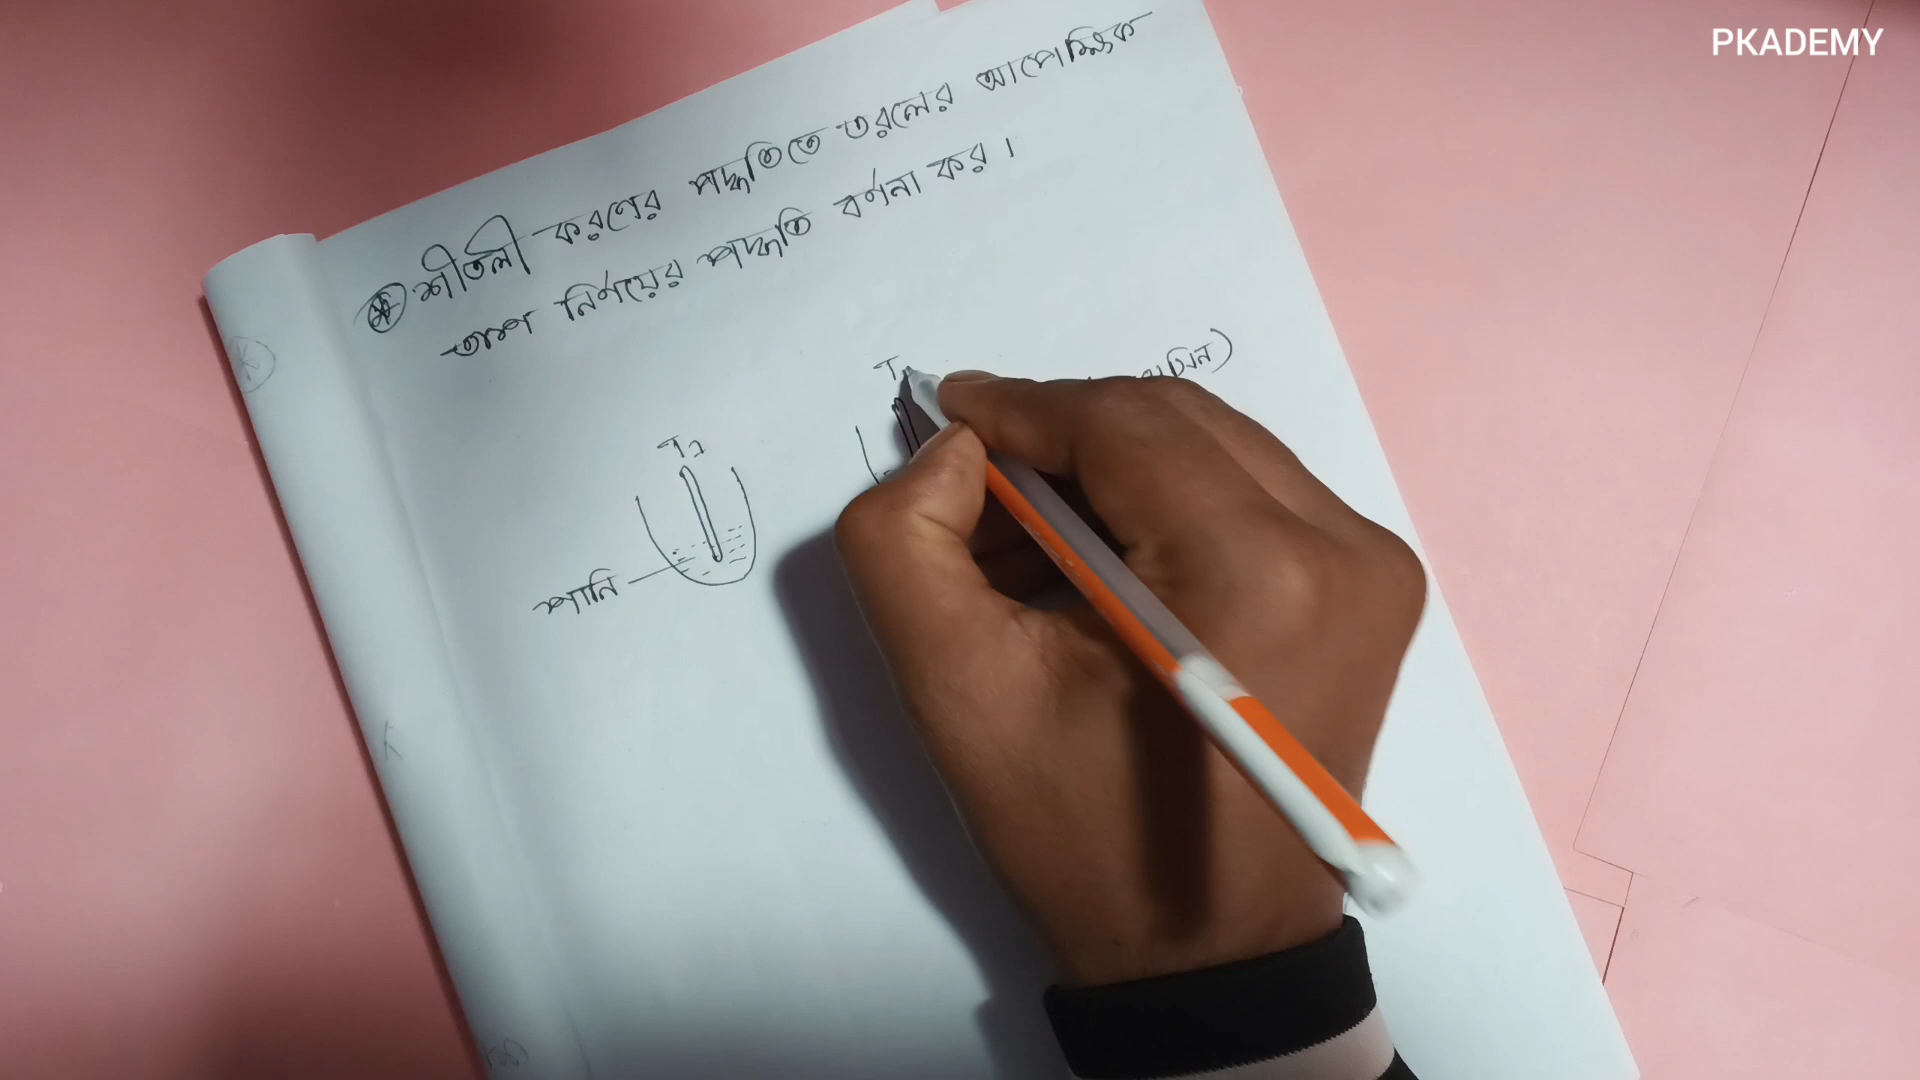 PKADEMY
শীতলী করণের পদ্ধতিতে তরলের আপেক্ষিক
তাপ নির্ণয়ের পদ্ধতি বর্ণনা কর।
T
T₁
পানি